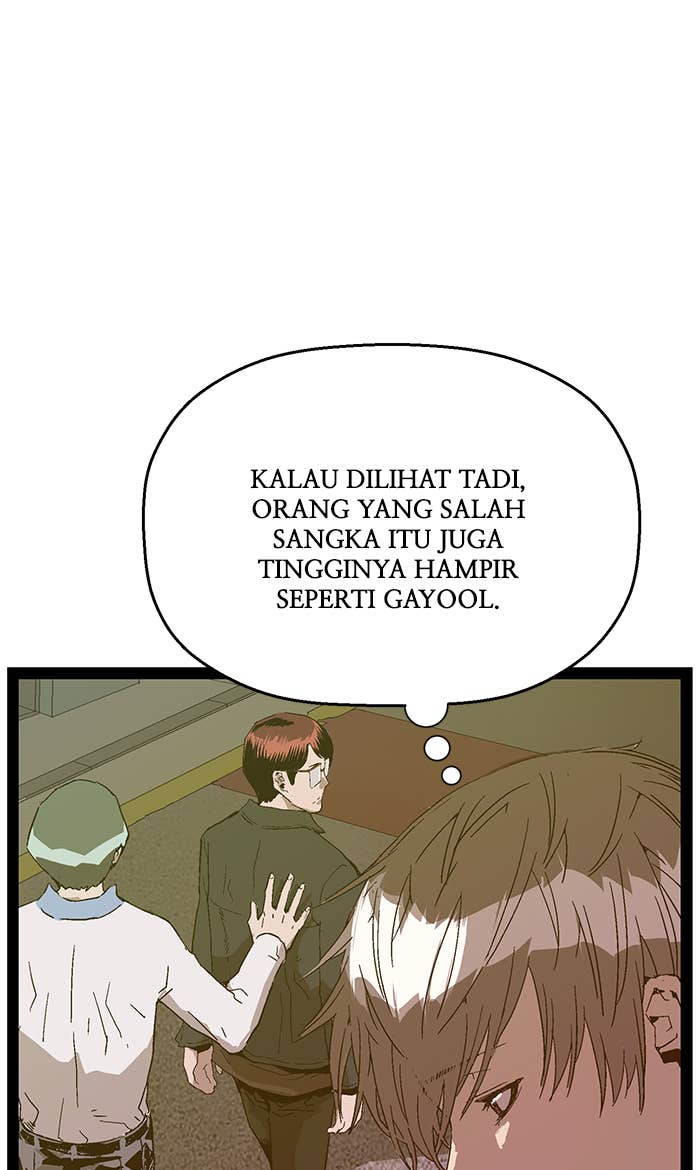 KALAU DILIHAT TADI,
ORANG YANG SALAH
SANGKA ITU JUGA
TINGGINYA HAMPIR
SEPERTI GAYOOL.